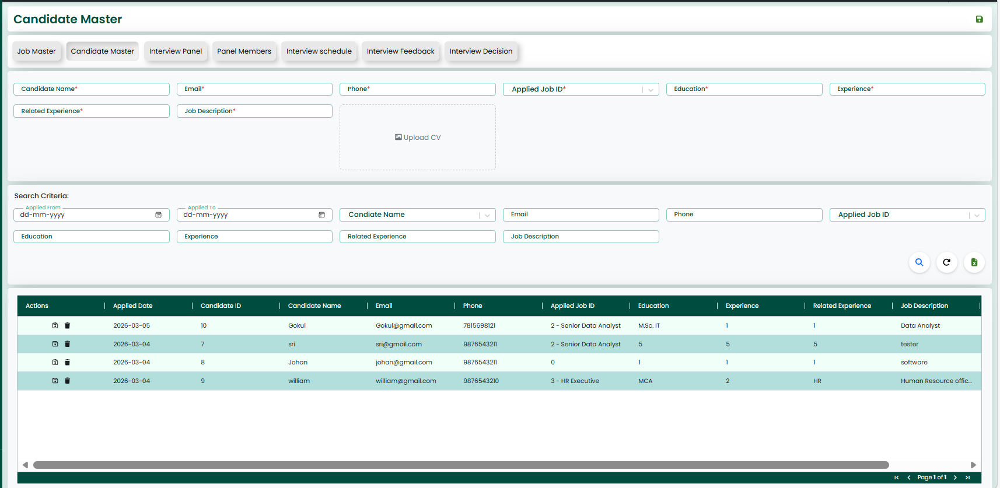 Candidate Master
Job Master Candidate Master Interview Panel Panel Members Interview schedule Interview Feedback Interview Decision
Candidate Name* Email* Phone* Applied Job ID* Education* Experience*
Related Experience* Job Description*
Upload CV
Search Criteria:
Applied From Applied To
dd-mm-yyyy dd-mm-yyyy Candiate Name Email Phone Applied Job ID
Education Experience Related Experience Job Description
Actions Applied Date Candidate ID Candidate Name Email Phone Applied Job ID Education Experience Related Experience Job Description
2026-03-05 10 Gokul Gokul@gmail.com 7815698121 2 - Senior Data Analyst M.Sc. IT 1 1 Data Analyst
2026-03-04 7 sri sri@gmail.com 9876543211 2 - Senior Data Analyst 5 5 5 tester
2026-03-04 8 Johan johan@gmail.com 9876543211 0 1 1 1 software
2026-03-04 9 william william@gmail.com 9876543210 3 - HR Executive MCA 2 HR Human Resource offic...
Page 1 of 1